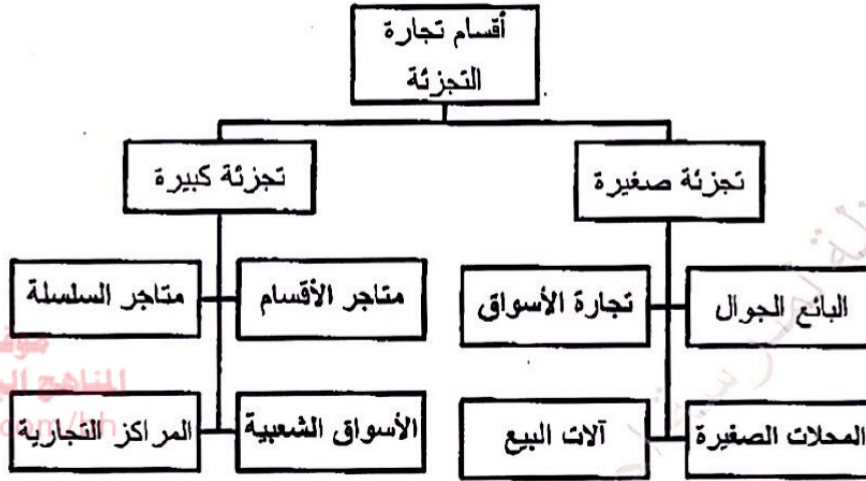 أقسام تجارة
التجزئة
تجزئة صغيرة
تجزئة كبيرة
البائع الجوال
تجارة الأسواق
متاجر الأقسام
متاجر السلسلة
المحلات الصغيرة
آلات البيع
الأسواق الشعبية
المراكز التجارية